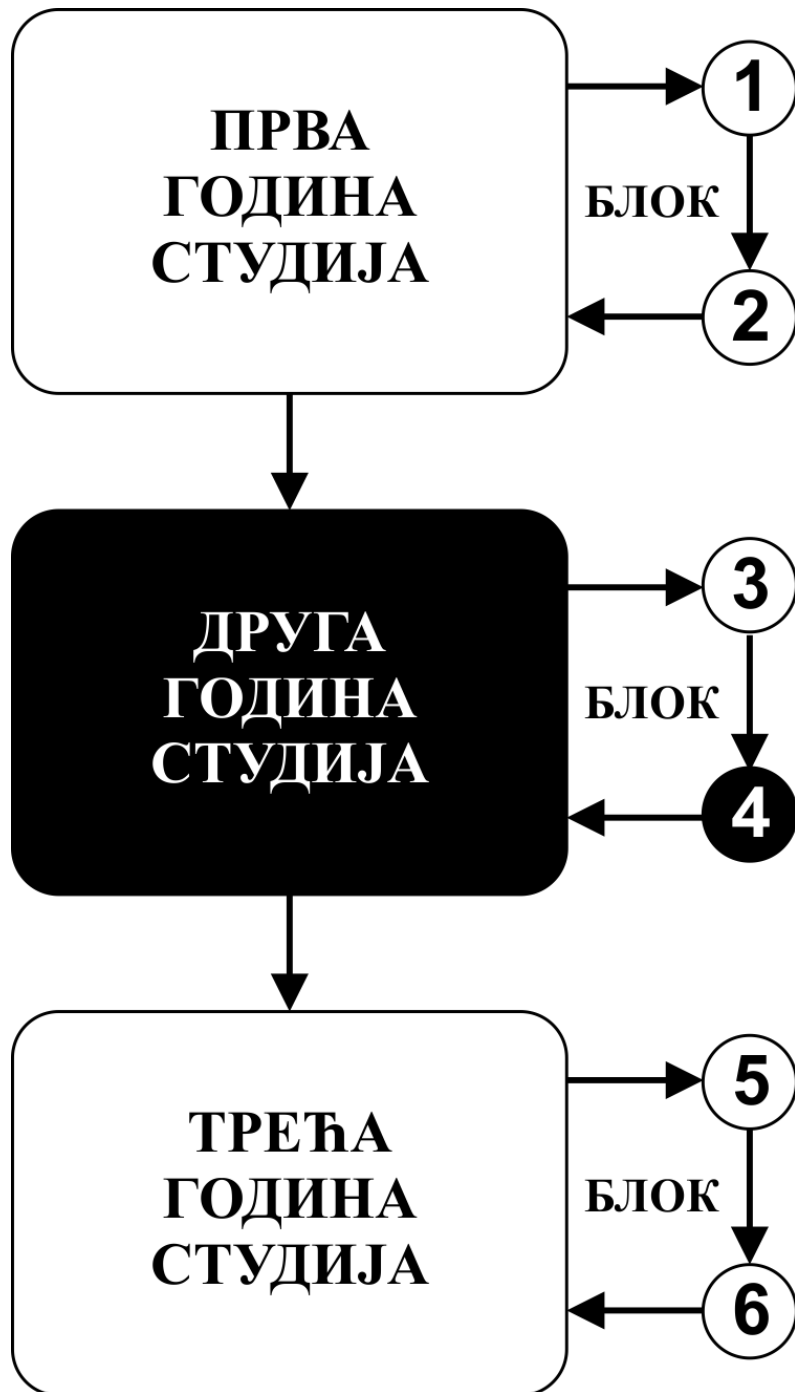 ПРВА
ГОДИНА
СТУДИЈА
1
БЛОК
2
ДРУГА
ГОДИНА
СТУДИЈА
3
БЛОК
4
ТРЕЋА
ГОДИНА
СТУДИЈА
5
БЛОК
6